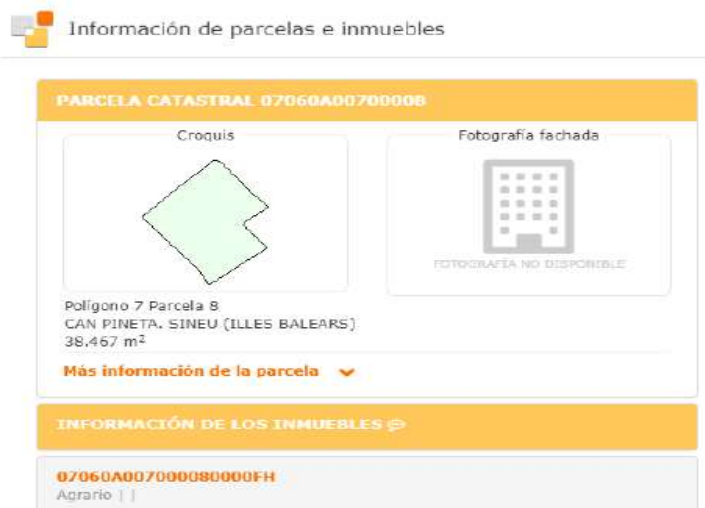 Información de parcelas e inmuebles
PARCELA CATASTRAL 07060A00700008
Croquis
Fotografía fachada
FOTOGRAFÍA NO DISPONIBLE
Polígono 7 Parcela 8
CAN PINETA. SINEU (ILLES BALEARS)
38.467 m²
Más información de la parcela
INFORMACIÓN DE LOS INMUEBLES
07060A007000080000FH
Agrario | |